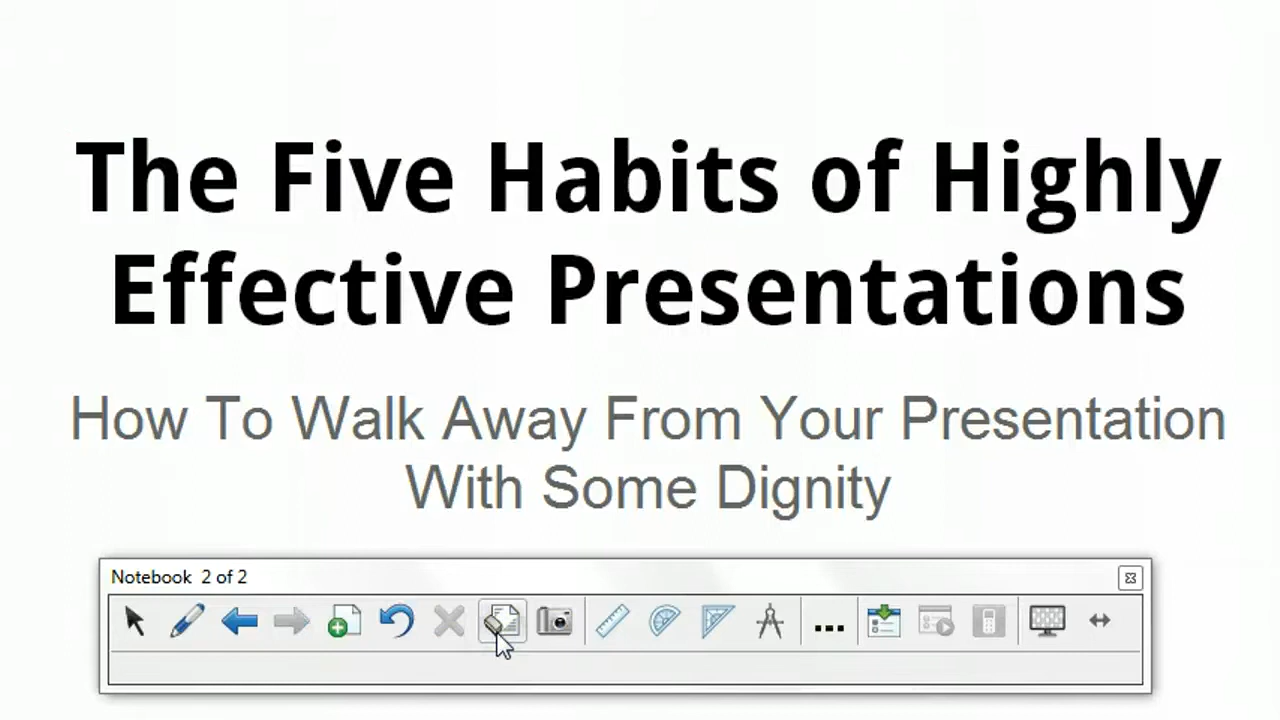 The Five Habits of Highly
Effective Presentations
How To Walk Away From Your Presentation
With Some Dignity
Notebook 2 of 2